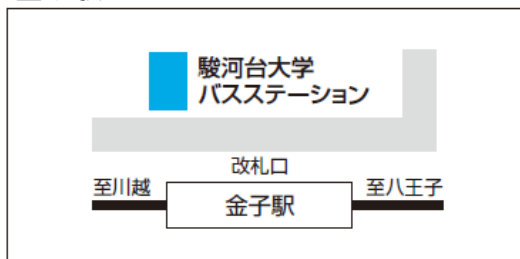 駿河台大学
バスステーション
改札口
至川越
金子駅
至八王子